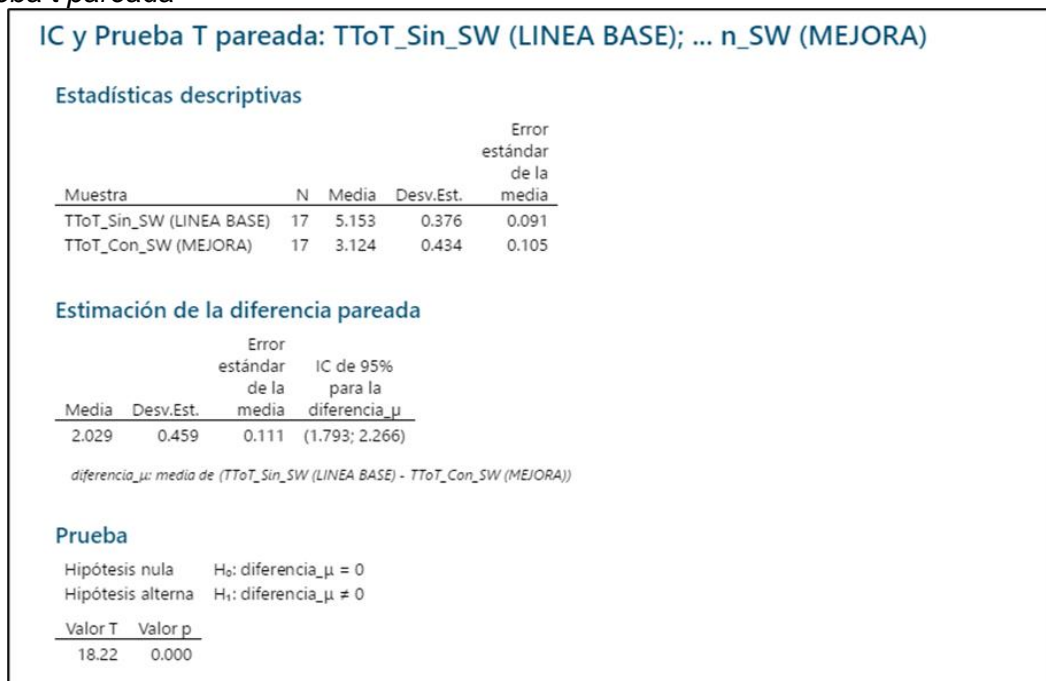 t pareada
IC y Prueba T pareada: TToT_Sin_SW (LINEA BASE); ... n_SW (MEJORA)
Estadísticas descriptivas
Error
estándar
de la
Muestra N Media Desv.Est. media
TToT_Sin_SW (LINEA BASE) 17 5.153 0.376 0.091
TToT_Con_SW (MEJORA) 17 3.124 0.434 0.105
Estimación de la diferencia pareada
Error
estándar IC de 95%
de la para la
Media Desv.Est. media diferencia_µ
2.029 0.459 0.111 (1.793; 2.266)
diferencia_µ: media de (TToT_Sin_SW (LINEA BASE) - TToT_Con_SW (MEJORA))
Prueba
Hipótesis nula H₀: diferencia_µ = 0
Hipótesis alterna H₁: diferencia_µ ≠ 0
Valor T Valor p
18.22 0.000